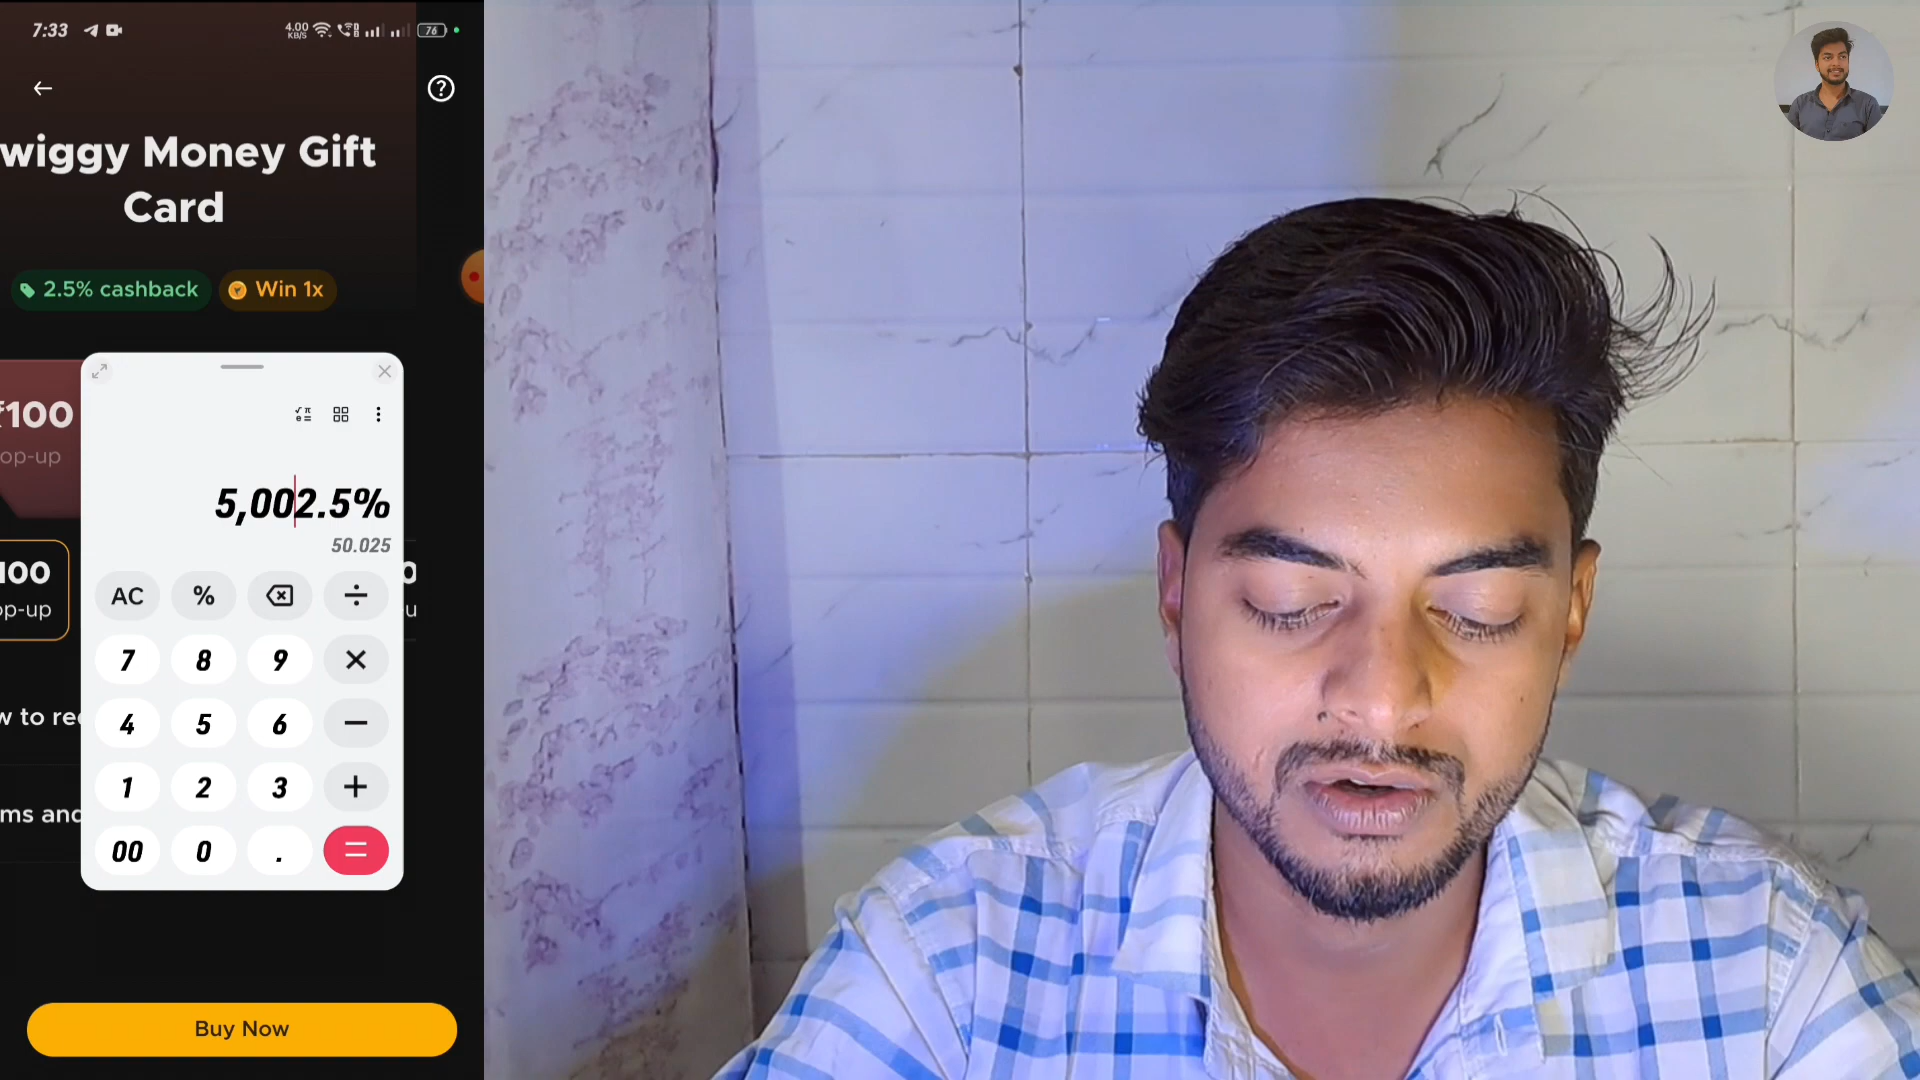 7:33
4.00
KB/S
76
wiggy Money Gift
Card
2.5% cashback
Win 1x
₹100
op-up
5,002.5%
50.025
100
op-up
AC % ÷
7 8 9 ×
4 5 6 −
1 2 3 +
00 0 . =
w to rec
ms and
Buy Now